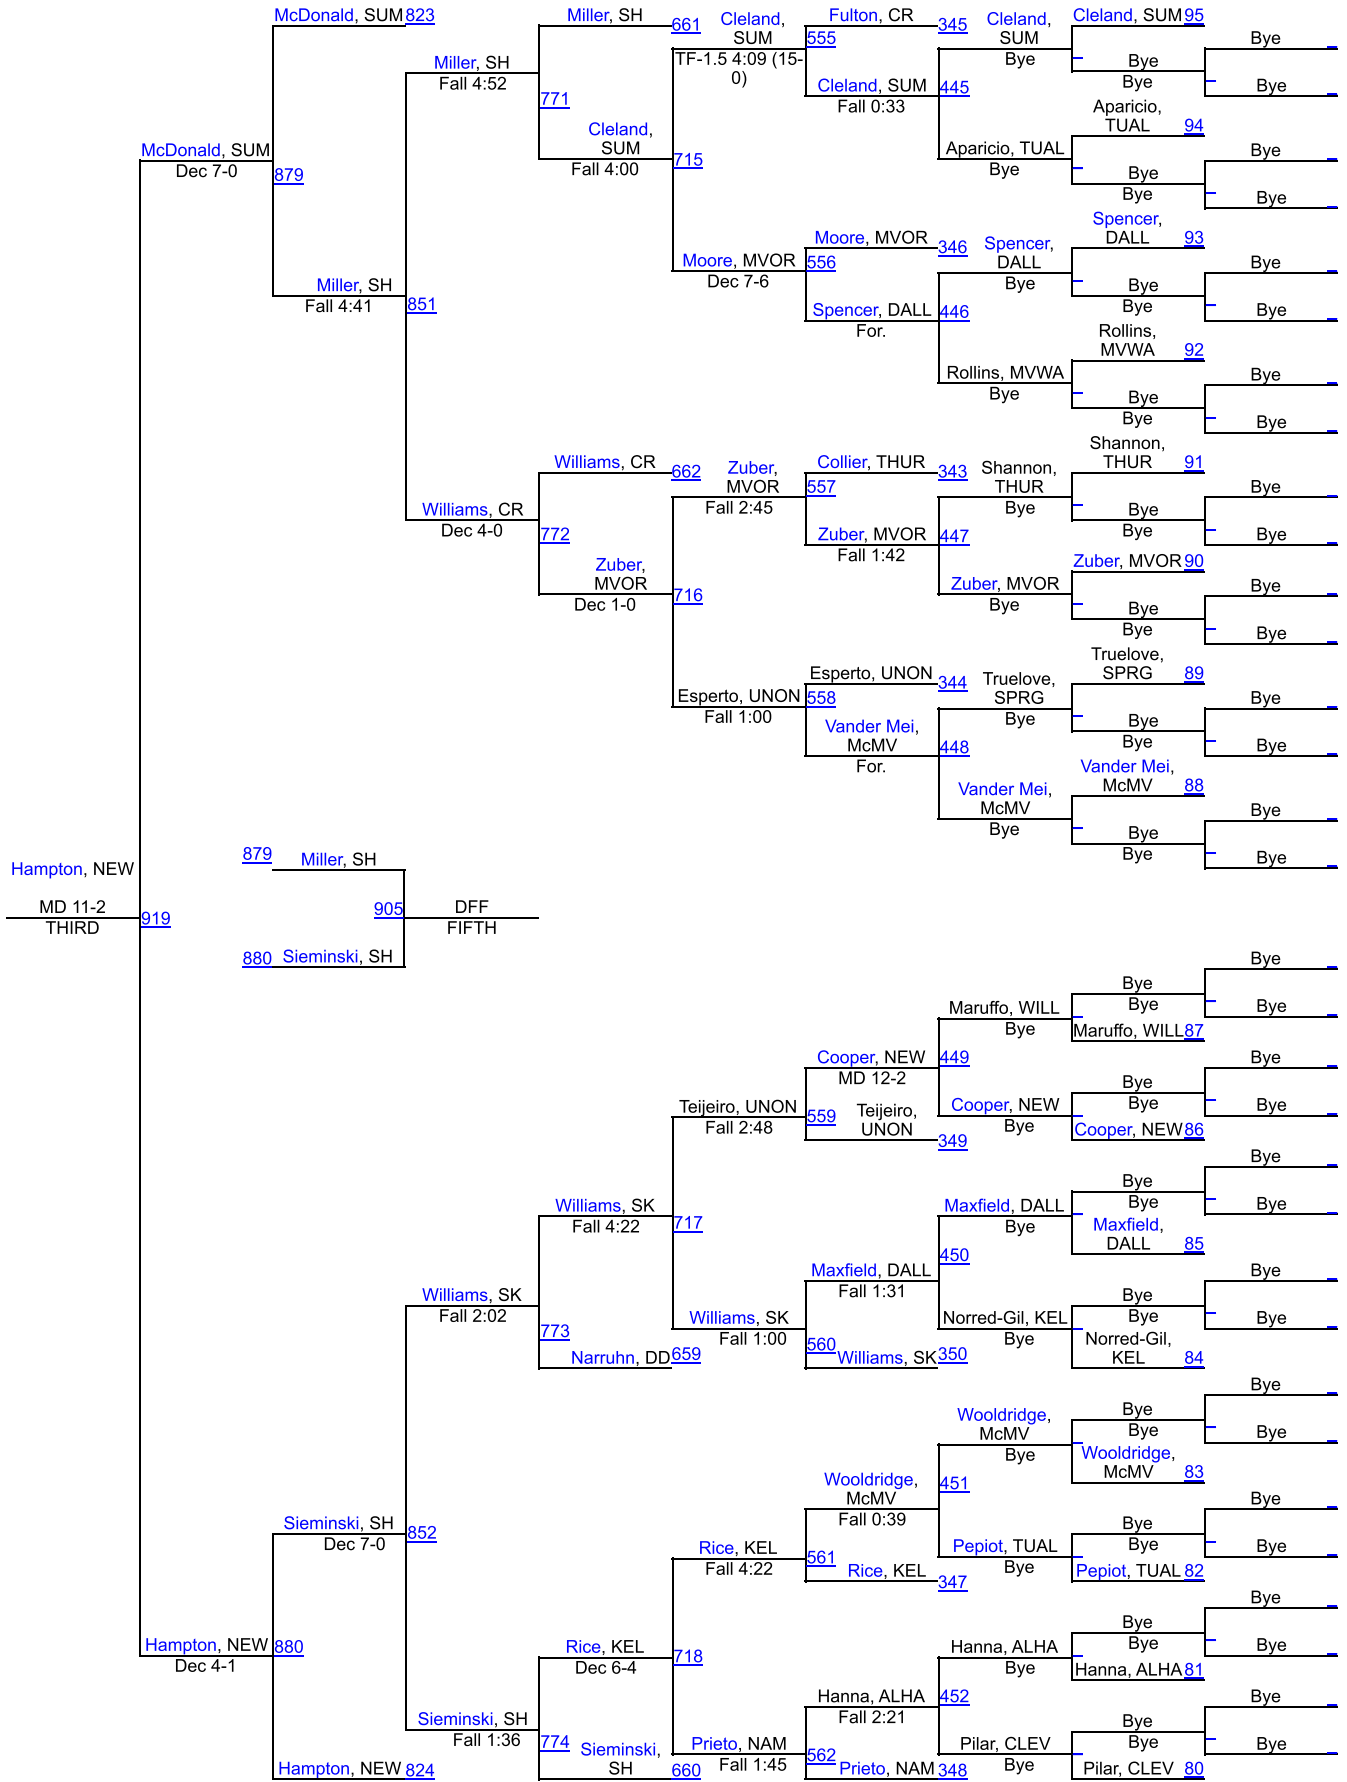 McDonald, SUM 823
Miller, SH
661
Cleland,
SUM
TF-1.5 4:09 (15-
0)
Fulton, CR
555
345
Cleland,
SUM
Bye
Cleland, SUM 95
Bye
Bye
Bye
Bye
Miller, SH
Fall 4:52
771
Cleland, SUM
Fall 0:33
445
Aparicio,
TUAL 94
Cleland,
SUM
Fall 4:00
715
Aparicio, TUAL
Bye
Bye
Bye
Bye
Bye
McDonald, SUM
Dec 7-0
879
Moore, MVOR
346
556
Spencer,
DALL
Bye
Spencer,
DALL 93
Bye
Bye
Bye
Bye
Moore, MVOR
Dec 7-6
Miller, SH
Fall 4:41
851
Spencer, DALL
For.
446
Rollins,
MVWA 92
Rollins, MVWA
Bye
Bye
Bye
Bye
Bye
Williams, CR
662
Zuber,
MVOR
Fall 2:45
Collier, THUR
343
557
Shannon,
THUR
Bye
Shannon,
THUR 91
Bye
Bye
Bye
Bye
Williams, CR
Dec 4-0
772
Zuber, MVOR
Fall 1:42
447
Zuber,
MVOR
Dec 1-0
716
Zuber, MVOR
Bye
Zuber, MVOR 90
Bye
Bye
Bye
Bye
Esperto, UNON
344
Truelove,
SPRG
Bye
Truelove,
SPRG 89
Esperto, UNON
Fall 1:00
558
Bye
Bye
Bye
Bye
Vander Mei,
McMV
For.
448
Vander Mei,
McMV
Bye
Vander Mei,
McMV 88
Bye
Bye
Bye
Bye
Hampton, NEW
MD 11-2
THIRD
919
879
Miller, SH
905
DFF
FIFTH
880
Sieminski, SH
Maruffo, WILL
Bye
Bye
Bye
Bye
Bye
Maruffo, WILL 87
Cooper, NEW
MD 12-2
449
Teijeiro, UNON
Fall 2:48
559
Teijeiro,
UNON
349
Cooper, NEW
Bye
Bye
Bye
Bye
Bye
Cooper, NEW 86
Williams, SK
Fall 4:22
717
Maxfield, DALL
Bye
Bye
Bye
Bye
Bye
Maxfield,
DALL 85
Maxfield, DALL
Fall 1:31
450
Williams, SK
Fall 2:02
773
Narruhn, DD 659
Williams, SK
Fall 1:00
560
Williams, SK 350
Norred-Gil, KEL
Bye
Bye
Bye
Bye
Bye
Norred-Gil,
KEL 84
Wooldridge,
McMV
Bye
Bye
Bye
Bye
Bye
Wooldridge,
McMV 83
Wooldridge,
McMV
Fall 0:39
451
Sieminski, SH
Dec 7-0
852
Rice, KEL
Fall 4:22
561
Rice, KEL 347
Pepiot, TUAL
Bye
Bye
Bye
Bye
Bye
Pepiot, TUAL 82
Hampton, NEW
Dec 4-1
880
Rice, KEL
Dec 6-4
718
Hanna, ALHA
Bye
Bye
Bye
Bye
Bye
Hanna, ALHA 81
Hanna, ALHA
Fall 2:21
452
Sieminski, SH
Fall 1:36
774
Sieminski,
SH 660
Prieto, NAM
Fall 1:45
562
Prieto, NAM 348
Pilar, CLEV
Bye
Bye
Bye
Bye
Bye
Pilar, CLEV 80
Hampton, NEW 824